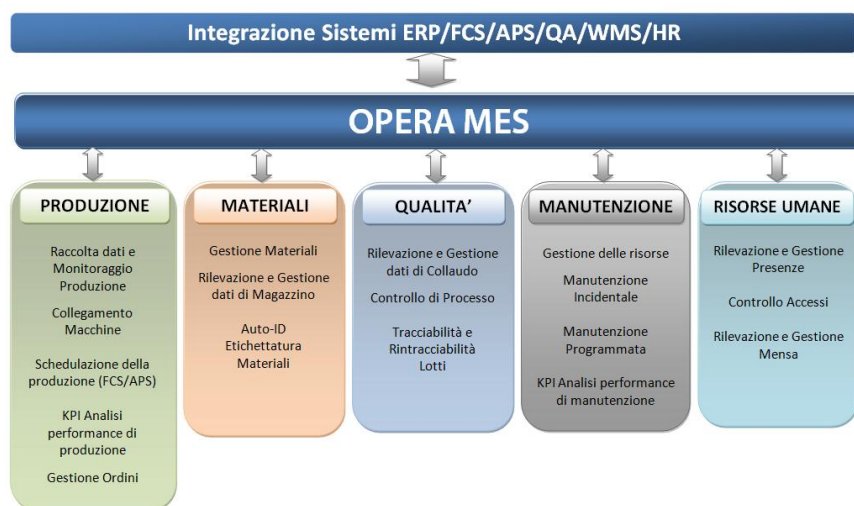 Integrazione Sistemi ERP/FCS/APS/QA/WMS/HR
OPERA MES
PRODUZIONE
Raccolta dati e
Monitoraggio
Produzione
Collegamento
Macchine
Schedulazione della
produzione (FCS/APS)
KPI Analisi
performance di
produzione
Gestione Ordini
MATERIALI
Gestione Materiali
Rilevazione e Gestione
dati di Magazzino
Auto-ID
Etichettatura
Materiali
QUALITA’
Rilevazione e Gestione
dati di Collaudo
Controllo di Processo
Tracciabilità e
Rintracciabilità
Lotti
MANUTENZIONE
Gestione delle risorse
Manutenzione
Incidentale
Manutenzione
Programmata
KPI Analisi performance
di manutenzione
RISORSE UMANE
Rilevazione e Gestione
Presenze
Controllo Accessi
Rilevazione e Gestione
Mensa